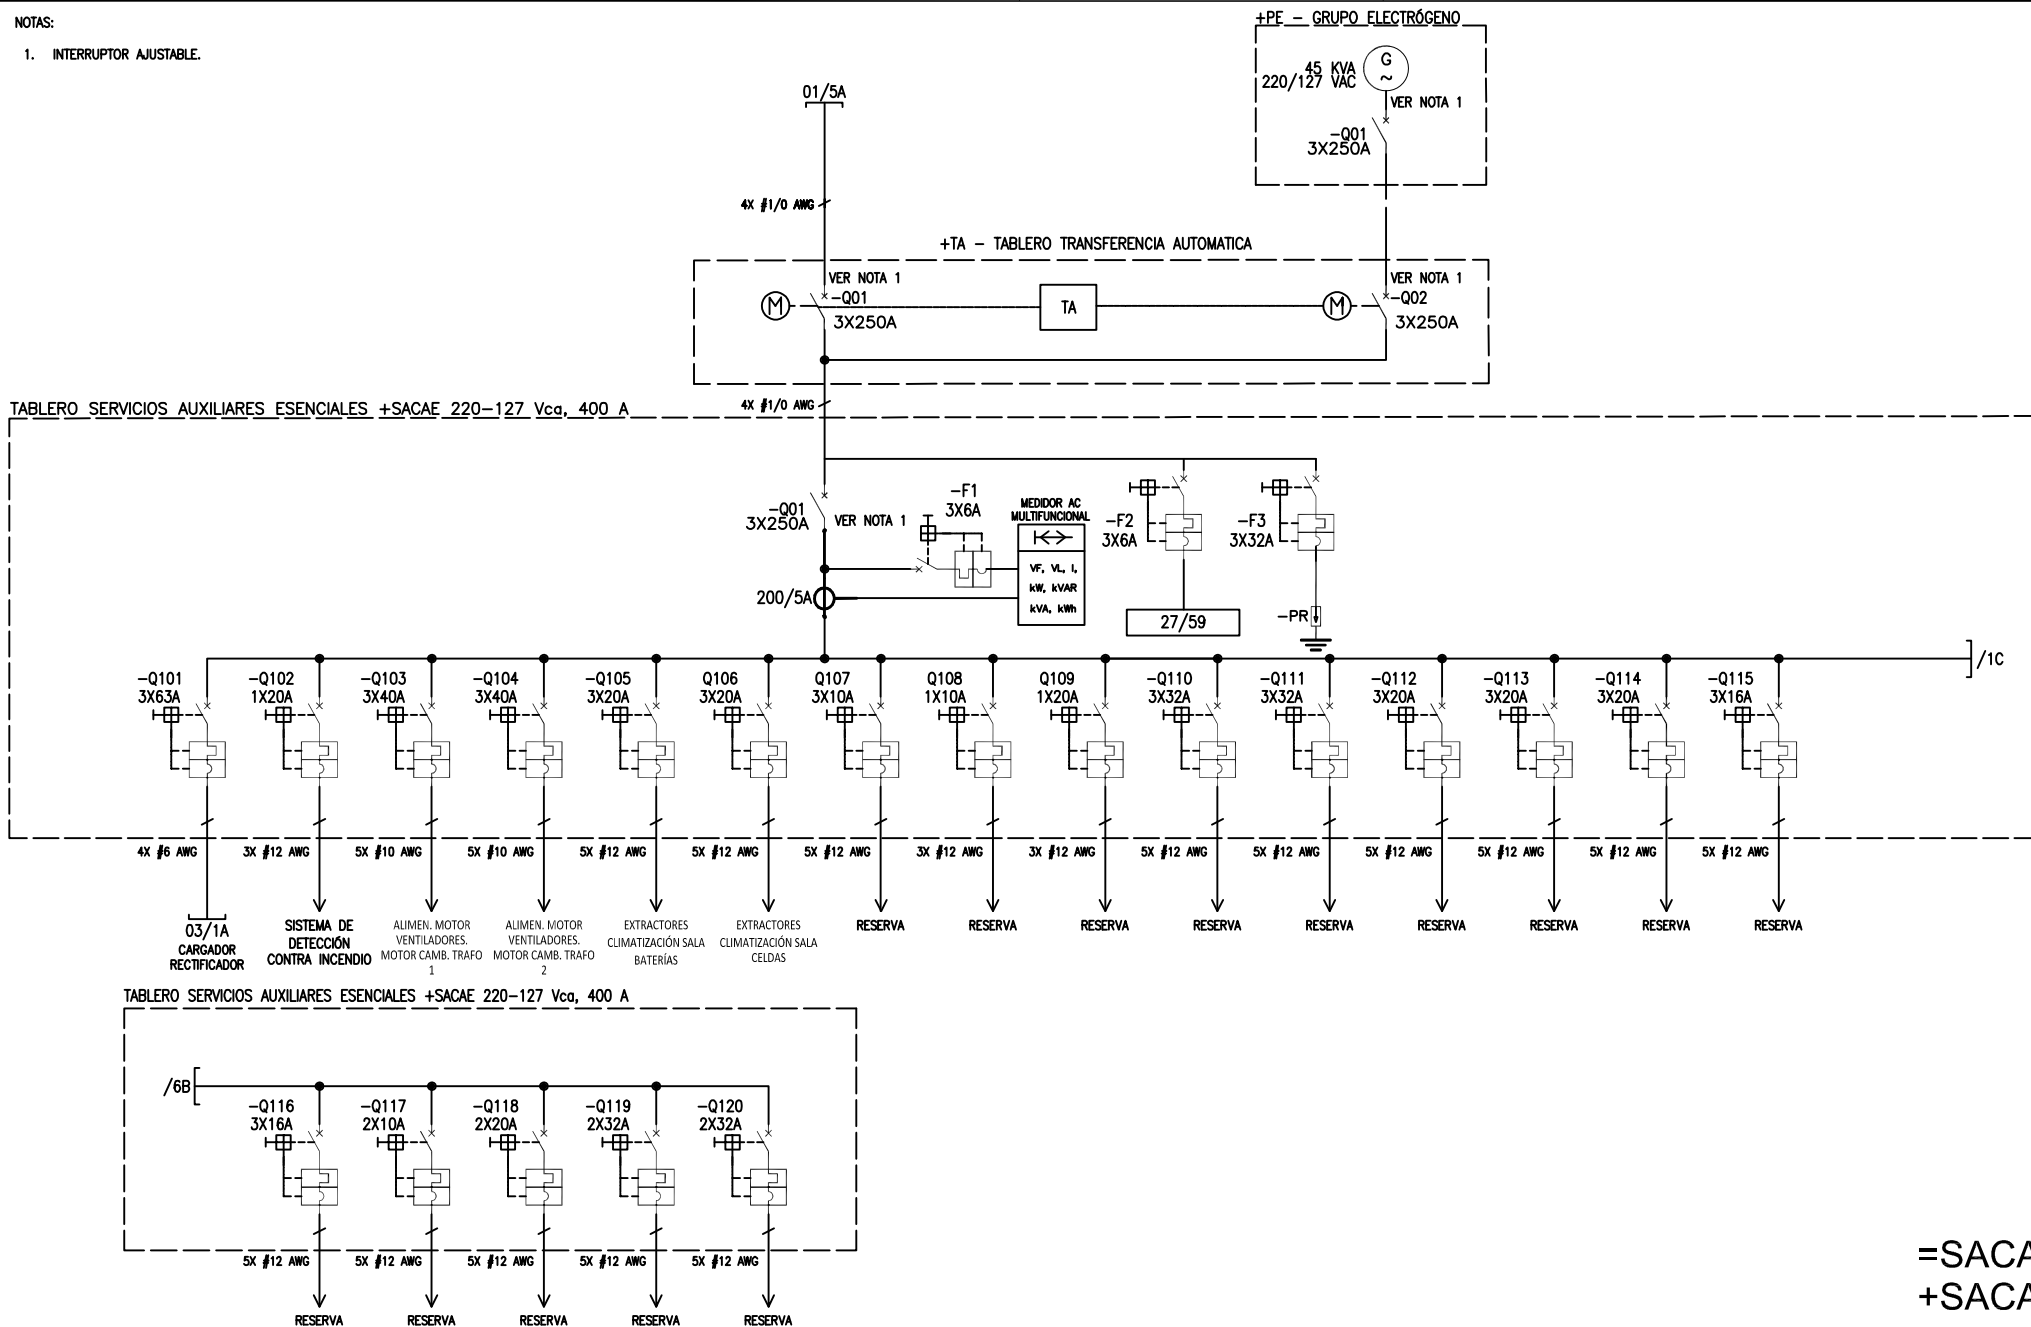 NOTAS:
1. INTERRUPTOR AJUSTABLE.
+PE – GRUPO ELECTRÓGENO
G
~
45 KVA
220/127 VAC
VER NOTA 1
-Q01
3X250A
01/5A
4X #1/0 AWG
+TA – TABLERO TRANSFERENCIA AUTOMATICA
VER NOTA 1
-Q01
3X250A
M
TA
M
VER NOTA 1
-Q02
3X250A
TABLERO SERVICIOS AUXILIARES ESENCIALES +SACAE 220-127 Vca, 400 A
4X #1/0 AWG
-Q01
3X250A
VER NOTA 1
-F1
3X6A
MEDIDOR AC
MULTIFUNCIONAL
VF, VL, I,
kW, kVAR
kVA, kWh
200/5A
-F2
3X6A
27/59
-F3
3X32A
-PR
/1C
-Q101
3X63A
-Q102
1X20A
-Q103
3X40A
-Q104
3X40A
-Q105
3X20A
Q106
3X20A
Q107
3X10A
Q108
1X10A
Q109
1X20A
-Q110
3X32A
-Q111
3X32A
-Q112
3X20A
-Q113
3X20A
-Q114
3X20A
-Q115
3X16A
4X #6 AWG
3X #12 AWG
5X #10 AWG
5X #10 AWG
5X #12 AWG
5X #12 AWG
5X #12 AWG
3X #12 AWG
3X #12 AWG
5X #12 AWG
5X #12 AWG
5X #12 AWG
5X #12 AWG
5X #12 AWG
5X #12 AWG
03/1A
CARGADOR
RECTIFICADOR
SISTEMA DE
DETECCIÓN
CONTRA INCENDIO
ALIMEN. MOTOR
VENTILADORES.
MOTOR CAMB. TRAFO
1
ALIMEN. MOTOR
VENTILADORES.
MOTOR CAMB. TRAFO
2
EXTRACTORES
CLIMATIZACIÓN SALA
BATERÍAS
EXTRACTORES
CLIMATIZACIÓN SALA
CELDAS
RESERVA
RESERVA
RESERVA
RESERVA
RESERVA
RESERVA
RESERVA
RESERVA
RESERVA
TABLERO SERVICIOS AUXILIARES ESENCIALES +SACAE 220-127 Vca, 400 A
/6B
-Q116
3X16A
-Q117
2X10A
-Q118
2X20A
-Q119
2X32A
-Q120
2X32A
5X #12 AWG
5X #12 AWG
5X #12 AWG
5X #12 AWG
5X #12 AWG
RESERVA
RESERVA
RESERVA
RESERVA
RESERVA
=SACA
+SACA